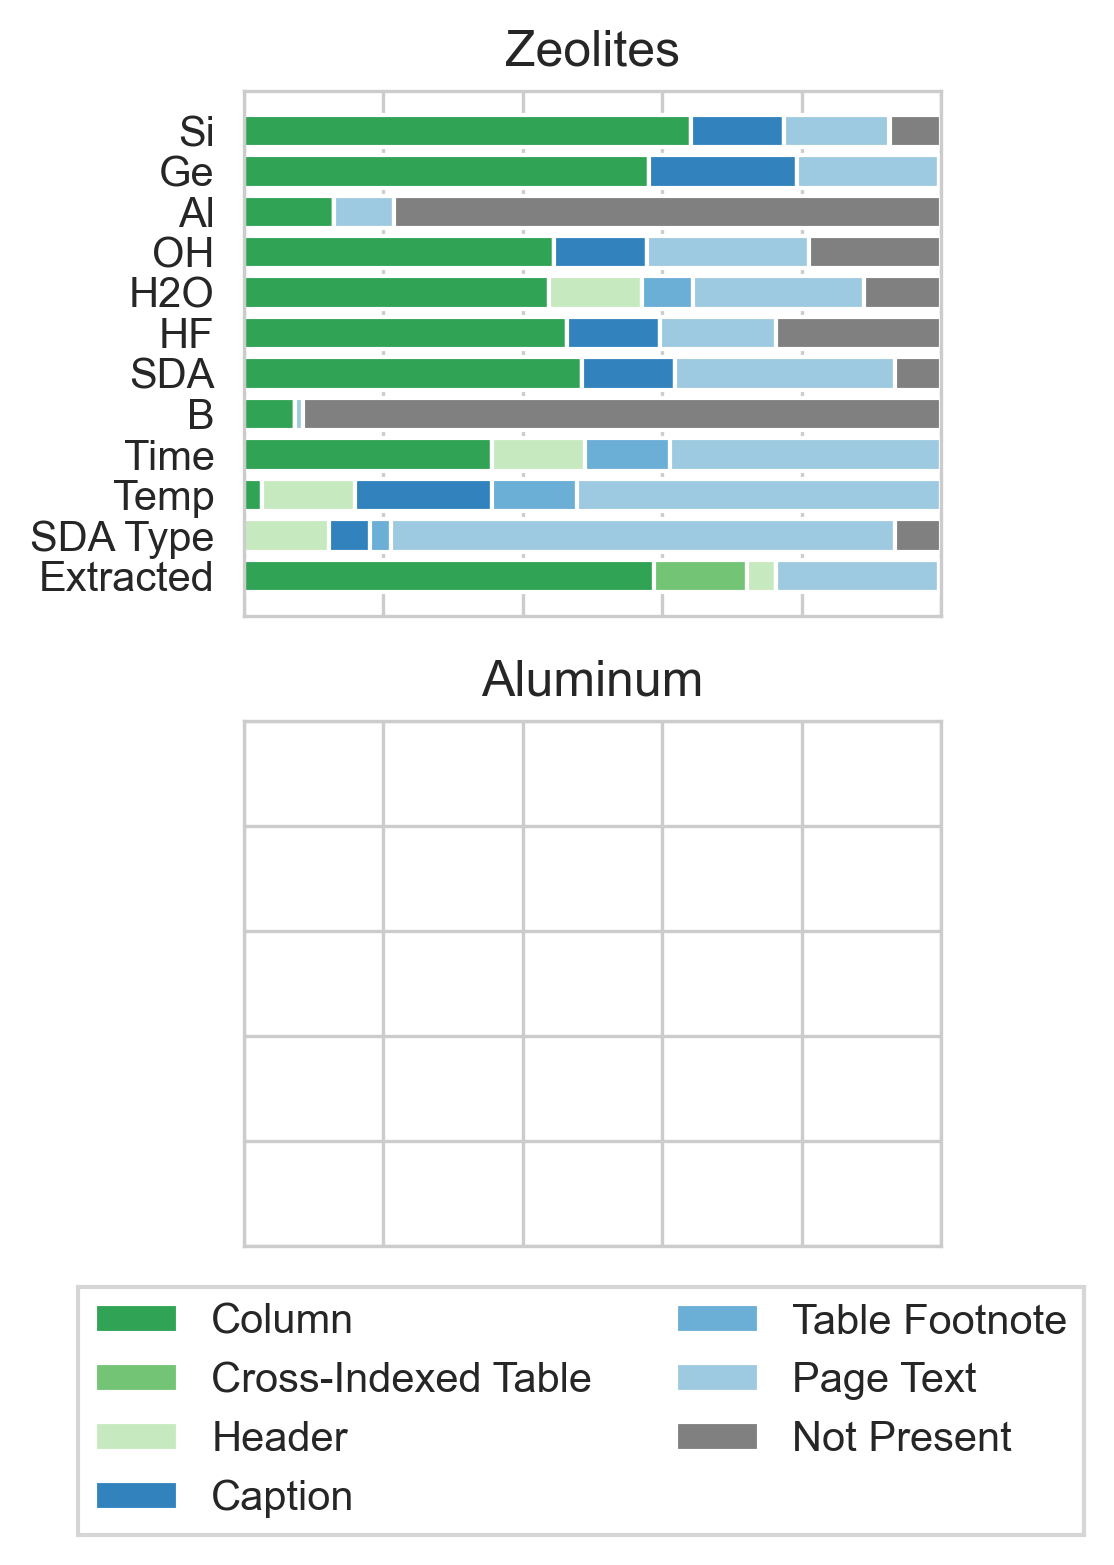 Zeolites
Si
Ge
Al
OH
H2O
HF
SDA
B
Time
Temp
SDA Type
Extracted
Aluminum
Column
Cross-Indexed Table
Header
Caption
Table Footnote
Page Text
Not Present